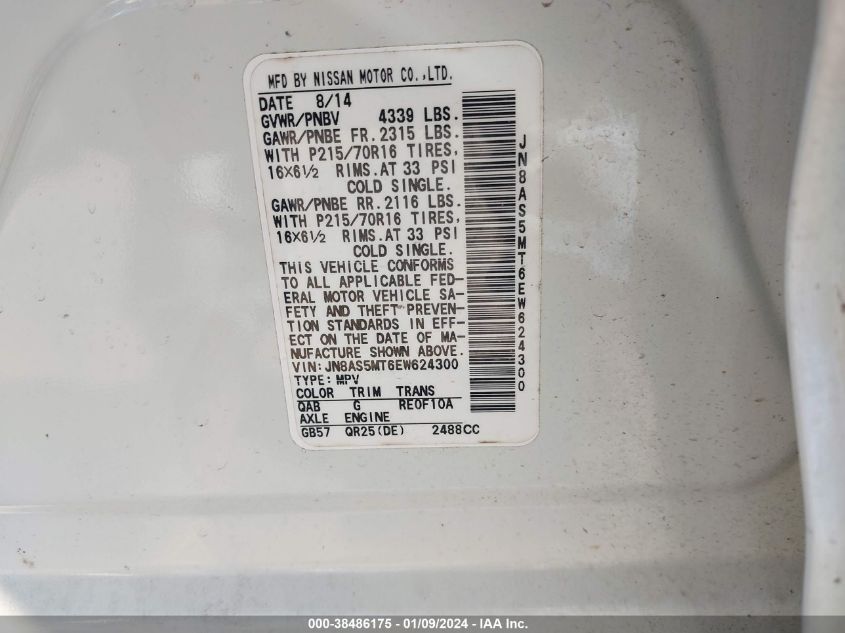 MFD BY NISSAN MOTOR CO.,LTD.
DATE 8/14
GVWR/PNBV 4339 LBS.
GAWR/PNBE FR. 2315 LBS.
WITH P215/70R16 TIRES,
16X6½ RIMS.AT 33 PSI
COLD SINGLE.
GAWR/PNBE RR. 2116 LBS.
WITH P215/70R16 TIRES,
16X6½ RIMS.AT 33 PSI
COLD SINGLE.
THIS VEHICLE CONFORMS
TO ALL APPLICABLE FED-
ERAL MOTOR VEHICLE SA-
FETY AND THEFT PREVEN-
TION STANDARDS IN EFF-
ECT ON THE DATE OF MA-
NUFACTURE SHOWN ABOVE.
VIN:JN8AS5MT6EW624300
TYPE: MPV
COLOR TRIM TRANS
QAB G RE0F10A
AXLE ENGINE
GB57 QR25(DE) 2488CC
JN8AS5MT6EW624300
000-38486175 - 01/09/2024 - IAA Inc.